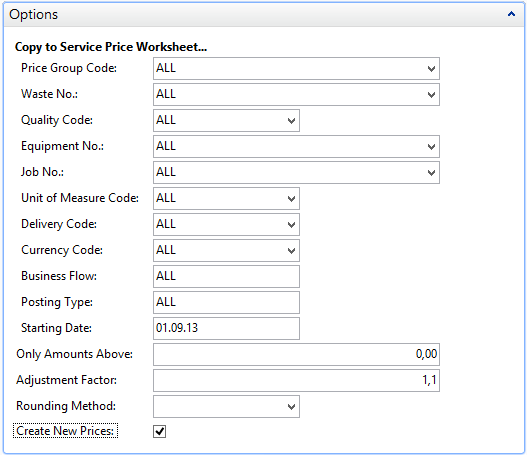 Options
Copy to Service Price Worksheet...
Price Group Code: ALL
Waste No.: ALL
Quality Code: ALL
Equipment No.: ALL
Job No.: ALL
Unit of Measure Code: ALL
Delivery Code: ALL
Currency Code: ALL
Business Flow: ALL
Posting Type: ALL
Starting Date: 01.09.13
Only Amounts Above: 0,00
Adjustment Factor: 1,1
Rounding Method:
Create New Prices: